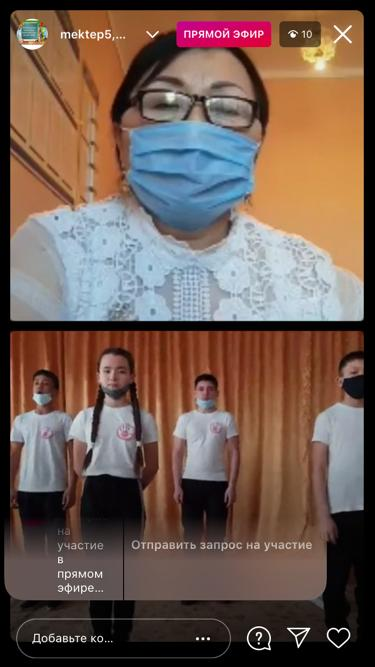 mektep5,...
ПРЯМОЙ ЭФИР
10
на
участие
в
прямом
эфире...
Отправить запрос на участие
Добавьте ко...